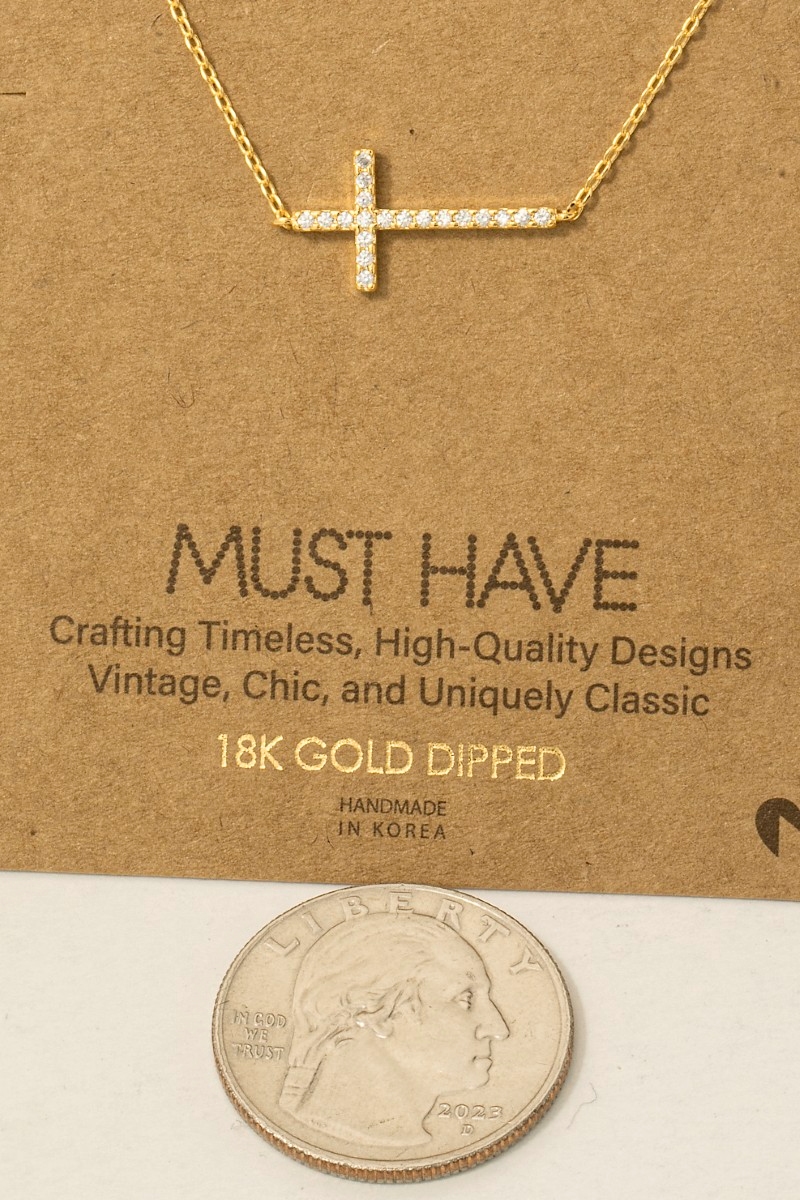 MUST HAVE
Crafting Timeless, High-Quality Designs
Vintage, Chic, and Uniquely Classic
18K GOLD DIPPED
HANDMADE
IN KOREA
LIBERTY
IN GOD
WE
TRUST
2023
D